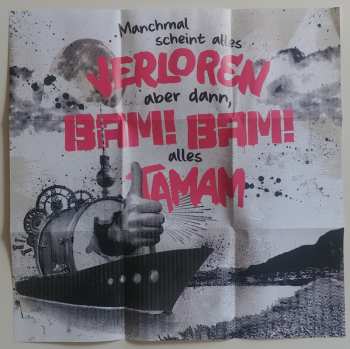 Manchmal
scheint alles
VERLOREN
aber dann,
BAM! BAM!
alles
TAMAM